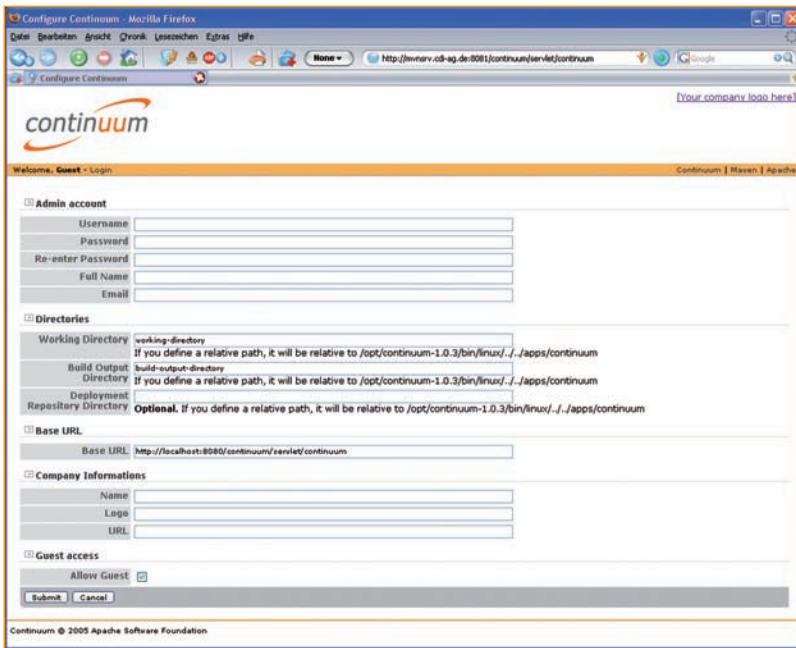 Configure Continuum - Mozilla Firefox
Datei Bearbeiten Ansicht Chronik Lesezeichen Extras Hilfe
None http://mvnsrv.cdi-ag.de:8081/continuum/servlet/continuum Google
Configure Continuum
[Your company logo here]
continuum
Welcome, Guest - Login Continuum | Maven | Apache
Admin account
Username
Password
Re-enter Password
Full Name
Email
Directories
Working Directory working-directory
If you define a relative path, it will be relative to /opt/continuum-1.0.3/bin/linux/../../apps/continuum
Build Output Directory build-output-directory
If you define a relative path, it will be relative to /opt/continuum-1.0.3/bin/linux/../../apps/continuum
Deployment Repository Directory
Optional. If you define a relative path, it will be relative to /opt/continuum-1.0.3/bin/linux/../../apps/continuum
Base URL
Base URL http://localhost:8080/continuum/servlet/continuum
Company Informations
Name
Logo
URL
Guest access
Allow Guest
Submit Cancel
Continuum © 2005 Apache Software Foundation